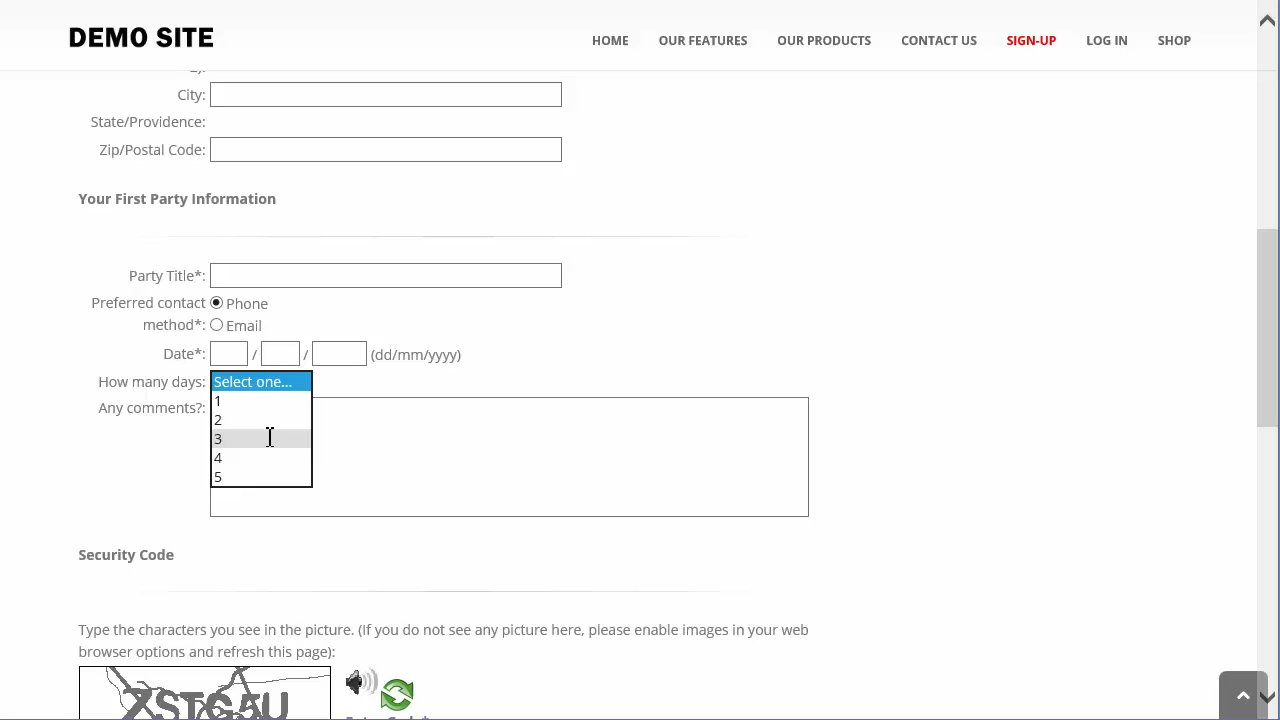 DEMO SITE
HOME OUR FEATURES OUR PRODUCTS CONTACT US SIGN-UP LOG IN SHOP
City:
State/Providence:
Zip/Postal Code:
Your First Party Information
Party Title*:
Preferred contact method*: Phone
Email
Date*: / / (dd/mm/yyyy)
How many days: Select one...
1
Any comments?:
2
3
4
5
Security Code
Type the characters you see in the picture. (If you do not see any picture here, please enable images in your web
browser options and refresh this page):